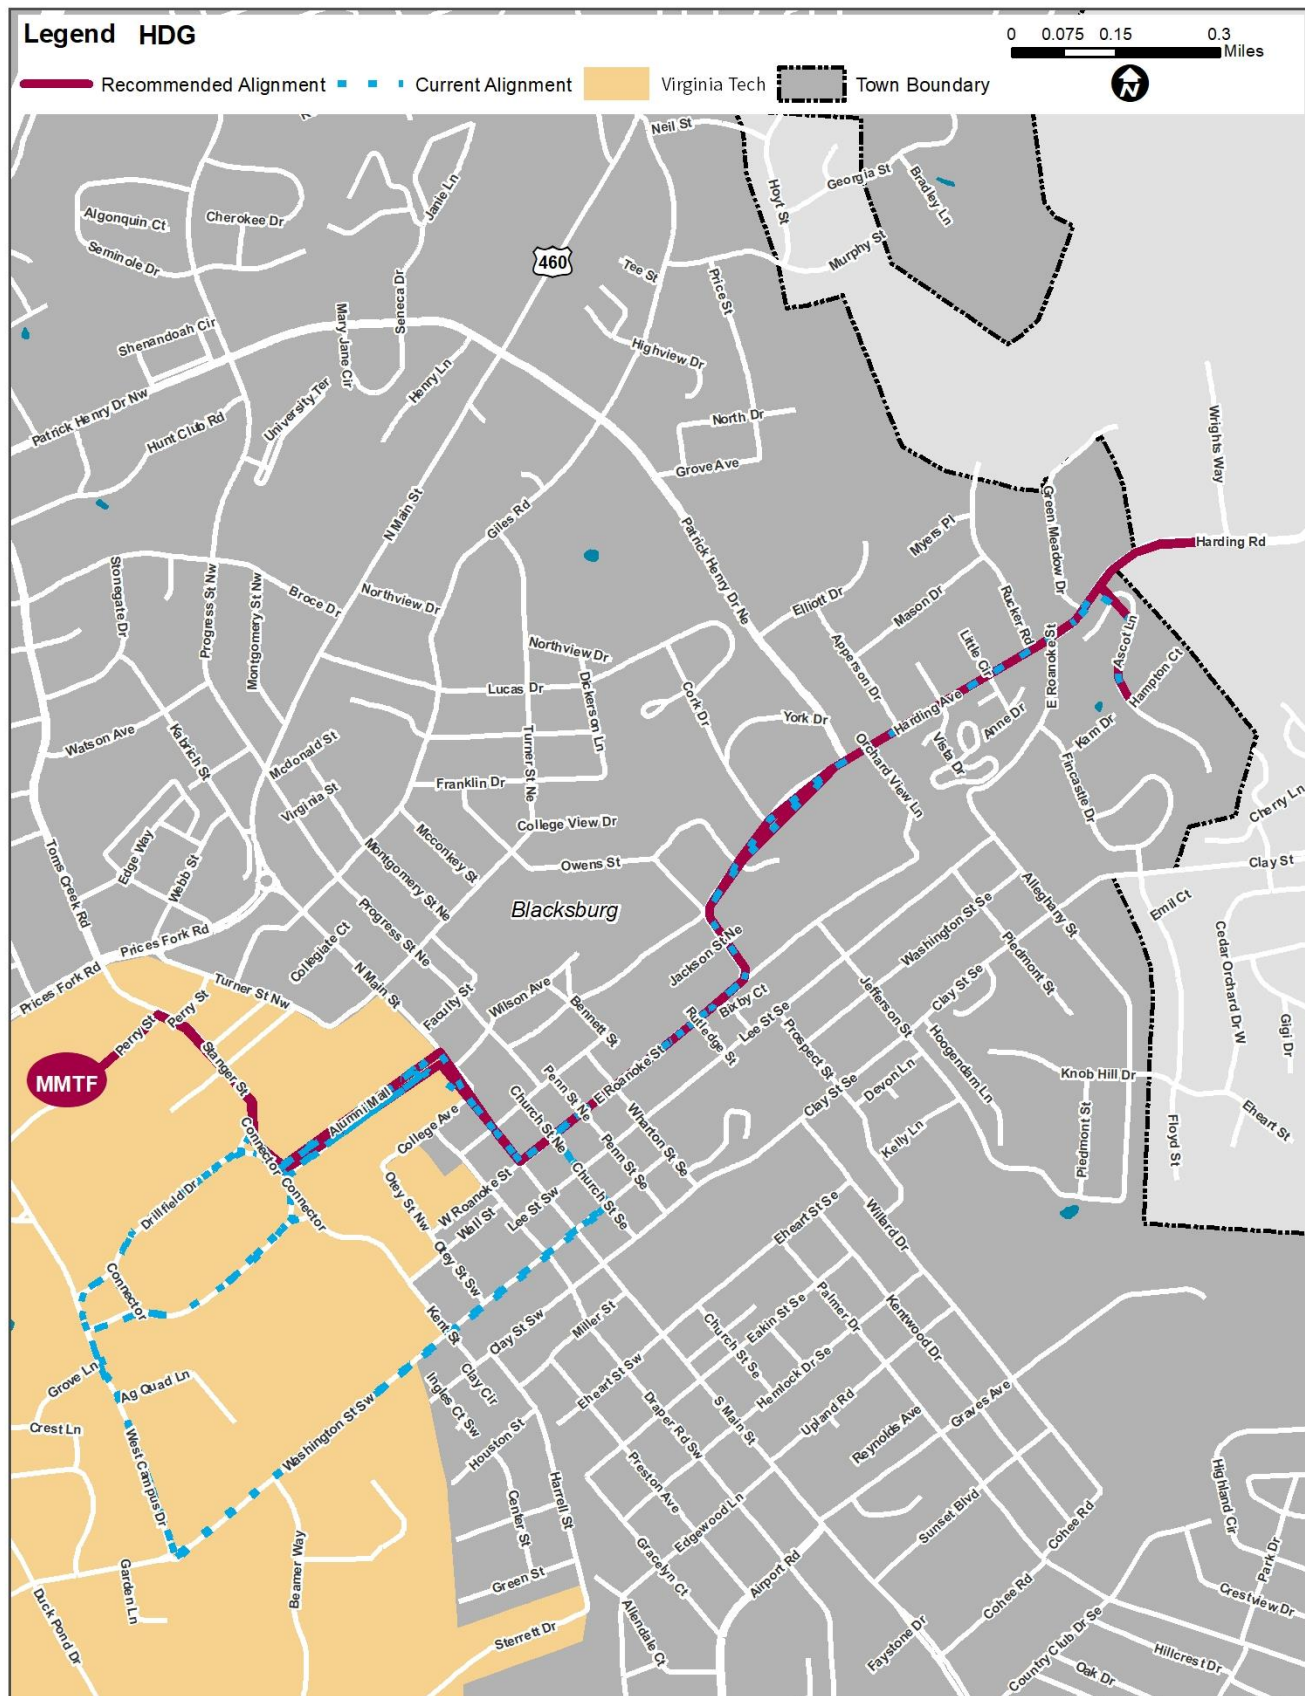 Legend HDG
0 0.075 0.15 0.3
Miles
Recommended Alignment
Current Alignment
Virginia Tech
Town Boundary
N
Neil St
Georgia St
Bradley Ln
Hoyt St
Murphy St
Janie Ln
Algonquin Ct
Cherokee Dr
Seminole Dr
460
Tee St
Price St
Seneca Dr
Mary Jane Cir
Shenandoah Cir
Highview Dr
Henry Ln
University Ter
Patrick Henry Dr Nw
Hunt Club Rd
North Dr
Grove Ave
Wrights Way
N Main St
Giles Rd
Green Meadow Dr
Patrick Henry Dr Ne
Myers Pl
Harding Rd
Stonegate Dr
Progress St Nw
Montgomery St Nw
Broce Dr
Northview Dr
Elliott Dr
Mason Dr
Rucker Rd
Northview Dr
Apperson Dr
Little Cir
E Roanoke St
Ascot Ln
Hampton Ct
Lucas Dr
Dickerson Ln
Cork Dr
York Dr
Harding Ave
Anne Dr
Vista Dr
Kam Dr
Watson Ave
Kabrich St
Mcdonald St
Turner St Ne
Orchard View Ln
Fincastle Dr
Franklin Dr
Virginia St
College View Dr
Cherry Ln
Edge Way
Webb St
Mcconkey St
Montgomery St Ne
Owens St
Clay St
Toms Creek Rd
Blacksburg
Alleghany St
Emil Ct
Washington St Se
Piedmont St
Cedar Orchard Dr W
Prices Fork Rd
Collegiate Ct
Progress St Ne
Jackson St Ne
Clay St Se
Jefferson St
Gigi Dr
Prices Fork Rd
Turner St Nw
N Main St
Faculty St
Wilson Ave
Bennett St
Bixby Ct
Rutledge St
Lee St Se
Prospect St
Hoogendam Ln
Perry St
Perry St
Stanger St
MMTF
E Roanoke St
Penn St Ne
Church St Ne
Wharton St Se
Clay St Se
Devon Ln
Knob Hill Dr
Eheart St
Alumni Mall
College Ave
Connector
Connector
Penn St Se
Church St Se
Kelly Ln
Piedmont St
Floyd St
Drillfield Dr
Otey St Nw
W Roanoke St
Wall St
Lee St Sw
Eheart St Se
Willard Dr
Connector
Otey St Sw
Kent St
Clay St Sw
Miller St
Church St Se
Eakin St Se
Palmer Dr
Kentwood Dr
Hemlock Dr Se
Grove Ln
Ag Quad Ln
Clay Cir
Ingles Ct Sw
Eheart St Sw
Draper Rd Sw
S Main St
Upland Rd
Reynolds Ave
Graves Ave
Crest Ln
West Campus Dr
Washington St Sw
Houston St
Center St
Harrell St
Preston Ave
Edgewood Ln
Sunset Blvd
Cohee Rd
Highland Cir
Park Dr
Garden Ln
Beamer Way
Green St
Gracelyn Ct
Airport Rd
Cohee Rd
Crestview Dr
Duck Pond Dr
Sterrett Dr
Allendale Ct
Faystone Dr
Country Club Dr Se
Oak Dr
Hillcrest Dr